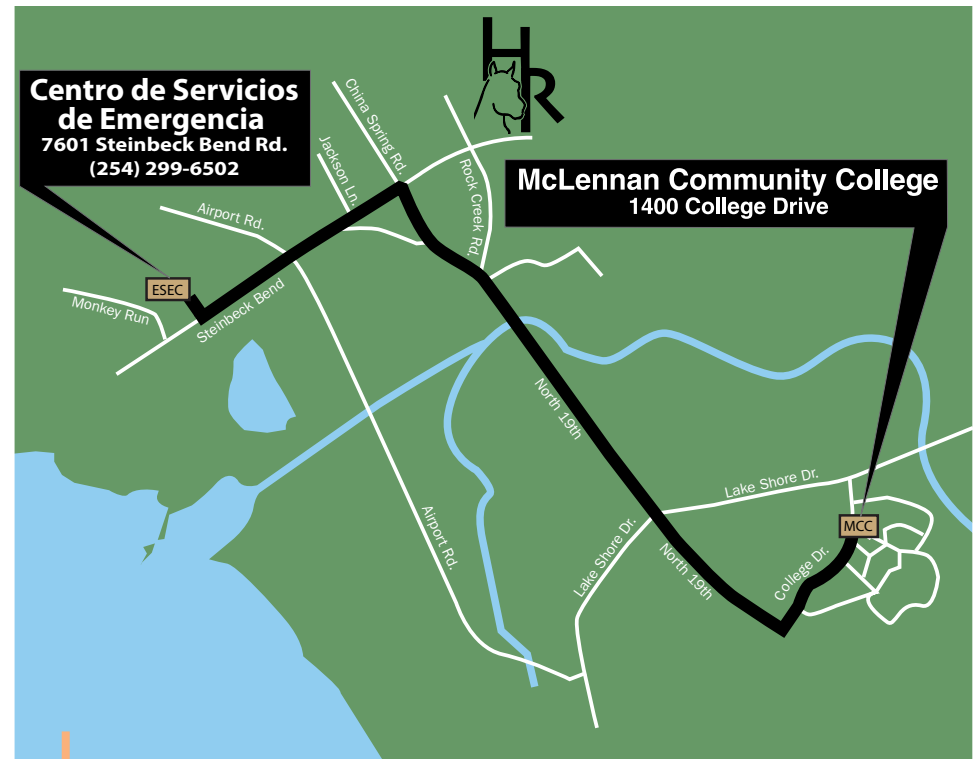 HR
Centro de Servicios
de Emergencia
7601 Steinbeck Bend Rd.
(254) 299-6502
McLennan Community College
1400 College Drive
China Spring Rd.
Jackson Ln.
Rock Creek Rd.
Airport Rd.
ESEC
Monkey Run
Steinbeck Bend
North 19th
Lake Shore Dr.
Airport Rd.
Lake Shore Dr.
North 19th
MCC
College Dr.